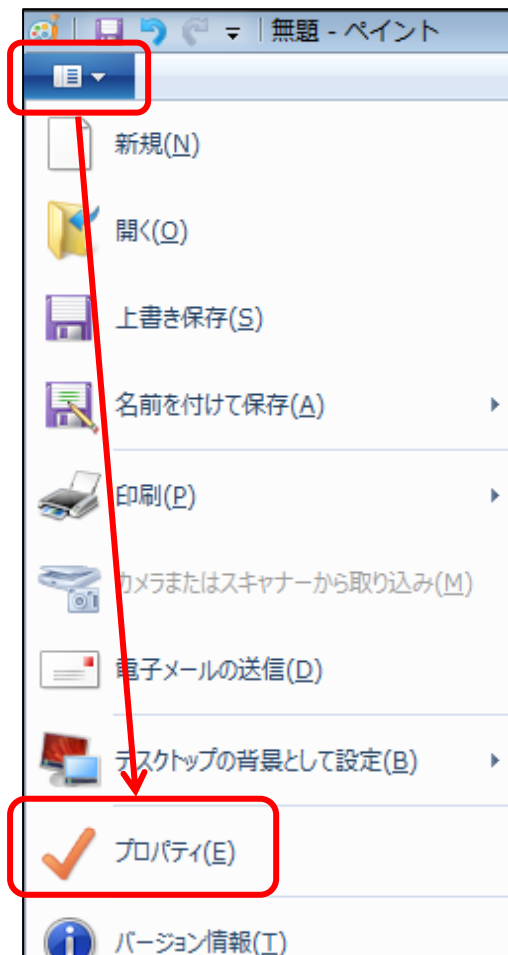 無題 - ペイント
新規(N)
開く(O)
上書き保存(S)
名前を付けて保存(A)
印刷(P)
カメラまたはスキャナーから取り込み(M)
電子メールの送信(D)
デスクトップの背景として設定(B)
プロパティ(E)
バージョン情報(T)